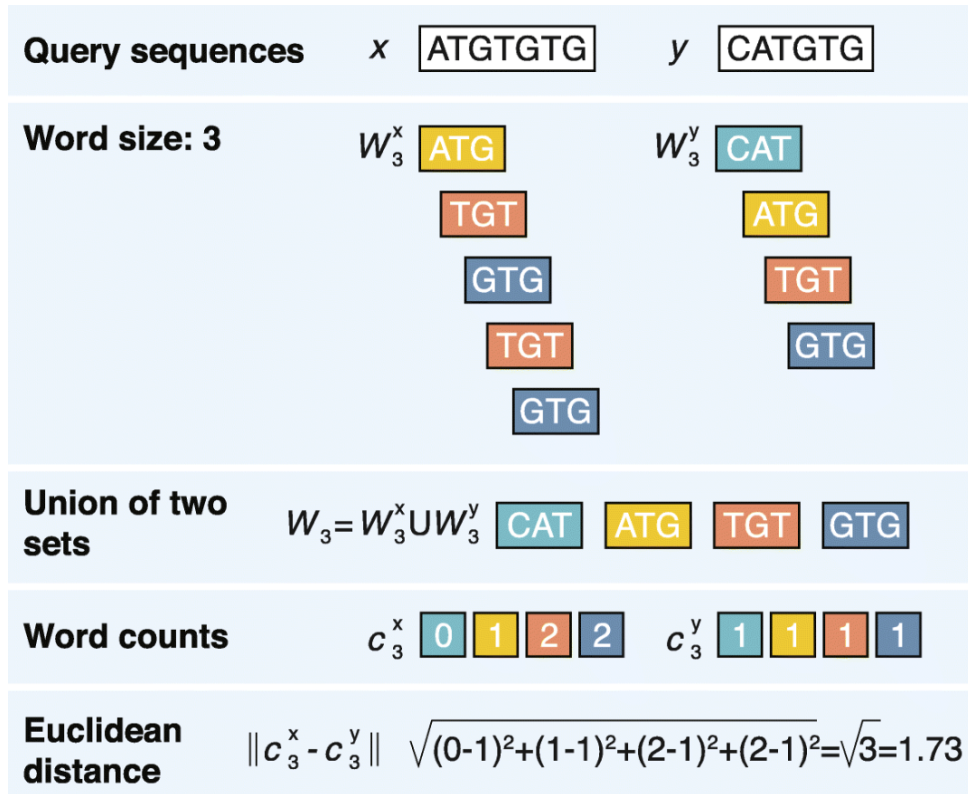 Query sequences x ATGTGTG y CATGTG
Word size: 3 W₃ˣ ATG W₃ʸ CAT
TGT ATG
GTG TGT
TGT GTG
GTG
Union of two sets W₃=W₃ˣUW₃ʸ CAT ATG TGT GTG
Word counts c₃ˣ 0 1 2 2 c₃ʸ 1 1 1 1
Euclidean distance ‖c₃ˣ - c₃ʸ‖ √(0-1)²+(1-1)²+(2-1)²+(2-1)²=√3=1.73